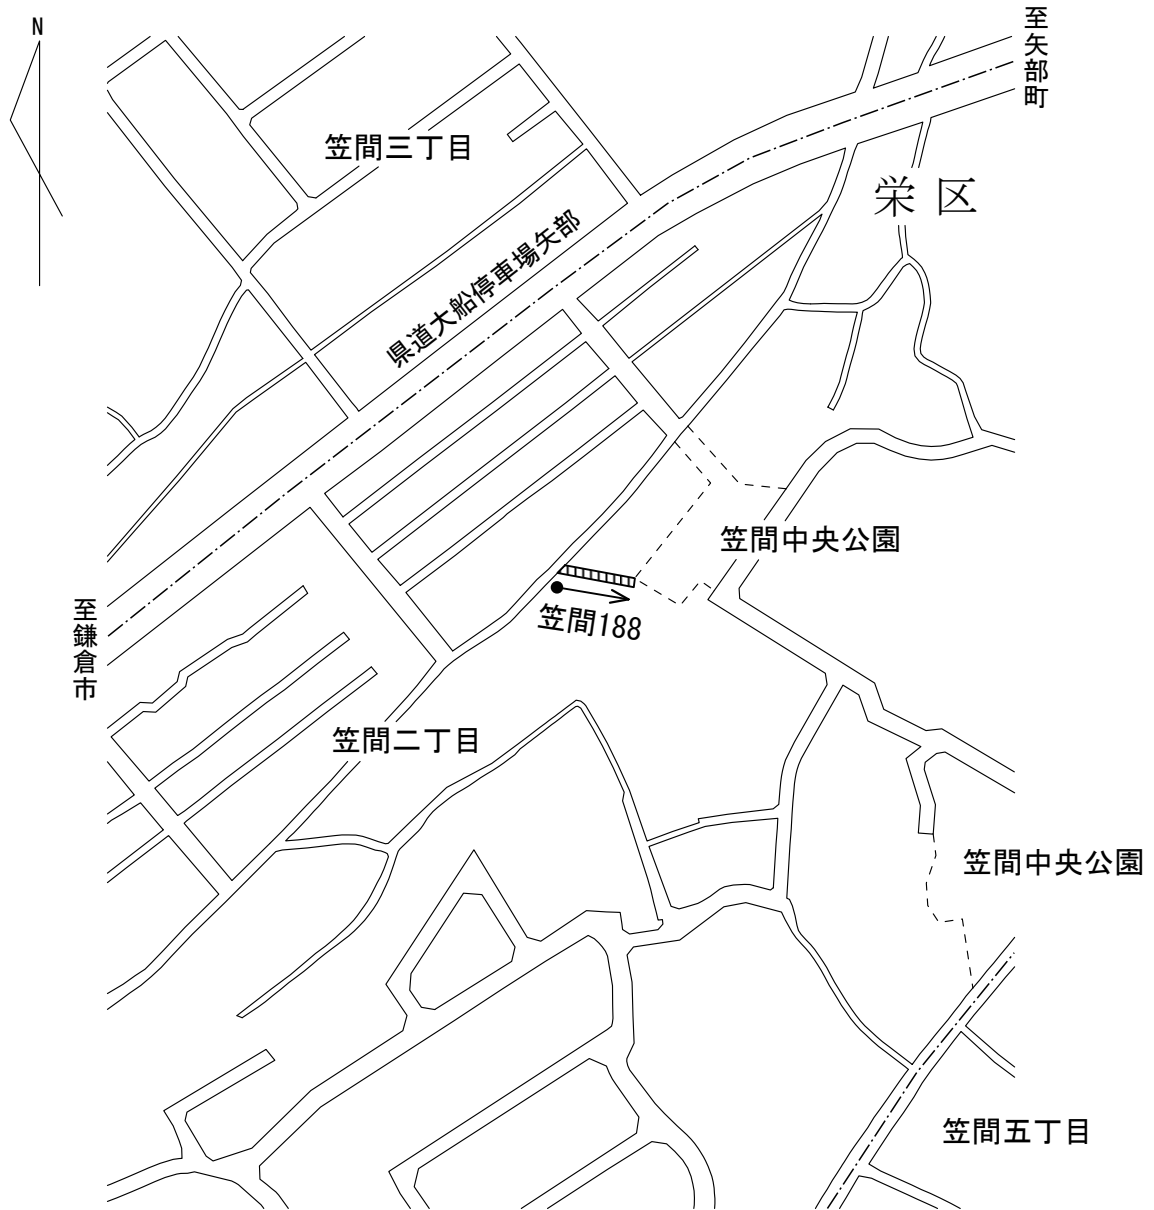 N
至矢部町
笠間三丁目
栄区
県道大船停車場矢部
笠間中央公園
至鎌倉市
笠間188
笠間二丁目
笠間中央公園
笠間五丁目